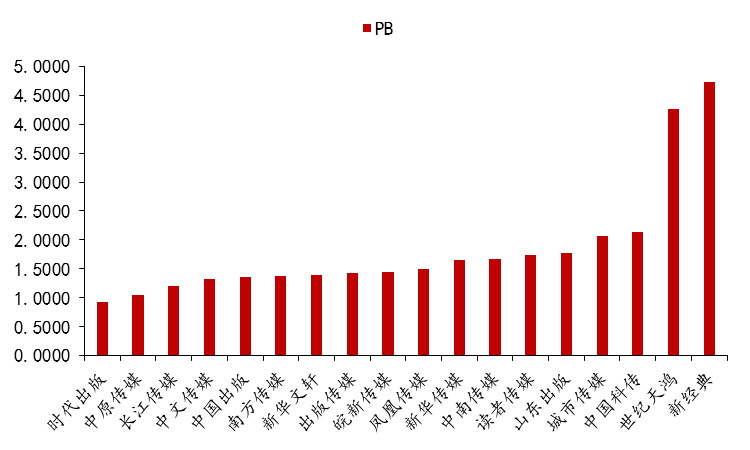 PB
5.0000
4.5000
4.0000
3.5000
3.0000
2.5000
2.0000
1.5000
1.0000
0.5000
0.0000
时代出版
中原传媒
长江传媒
中文传媒
中国出版
南方传媒
新华文轩
出版传媒
皖新传媒
凤凰传媒
新华传媒
中南传媒
读者传媒
山东出版
城市传媒
中国科传
世纪天鸿
新经典